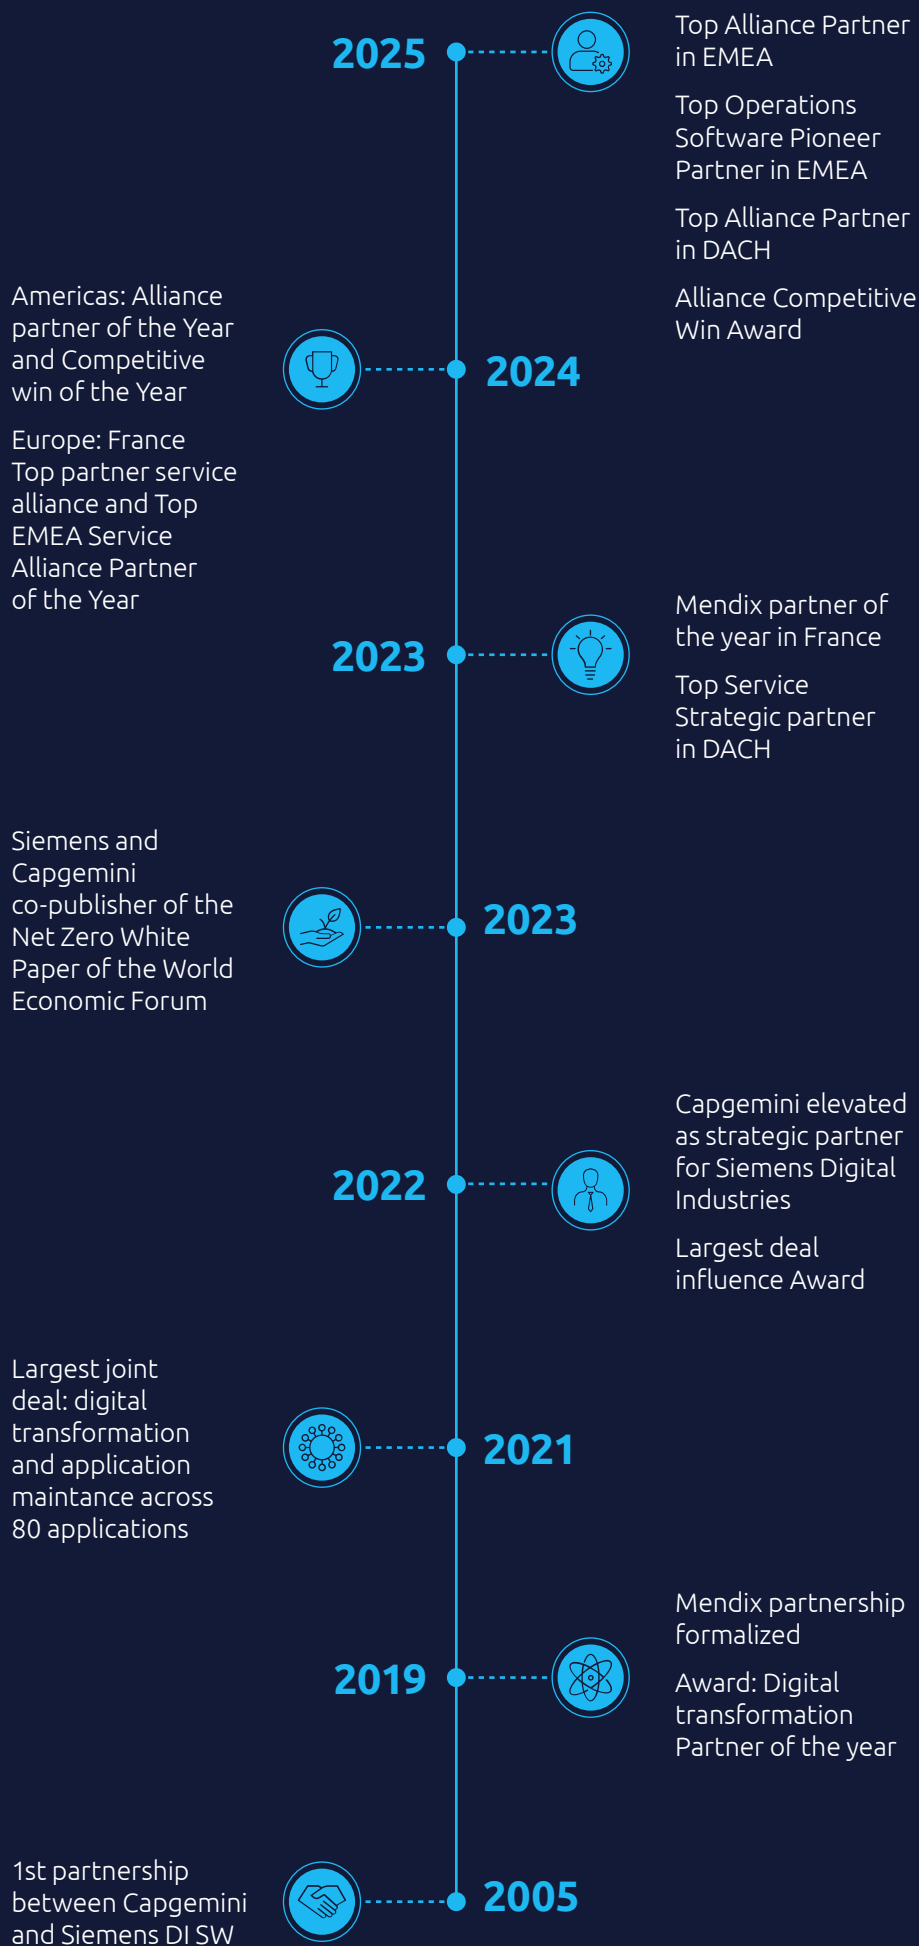 2025
Top Alliance Partner
in EMEA
Top Operations
Software Pioneer
Partner in EMEA
Top Alliance Partner
in DACH
Alliance Competitive
Win Award
Americas: Alliance
partner of the Year
and Competitive
win of the Year
Europe: France
Top partner service
alliance and Top
EMEA Service
Alliance Partner
of the Year
2024
2023
Mendix partner of
the year in France
Top Service
Strategic partner
in DACH
Siemens and
Capgemini
co-publisher of the
Net Zero White
Paper of the World
Economic Forum
2023
2022
Capgemini elevated
as strategic partner
for Siemens Digital
Industries
Largest deal
influence Award
Largest joint
deal: digital
transformation
and application
maintance across
80 applications
2021
2019
Mendix partnership
formalized
Award: Digital
transformation
Partner of the year
1st partnership
between Capgemini
and Siemens DI SW
2005